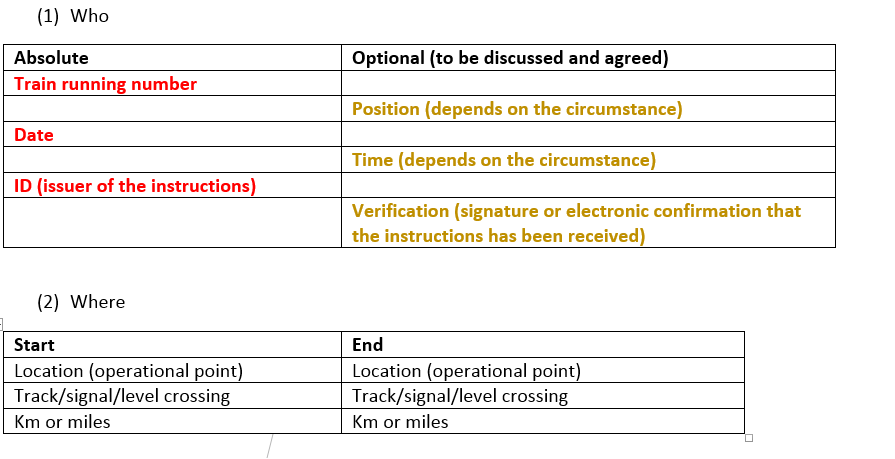 (1) Who
Absolute
Optional (to be discussed and agreed)
Train running number
Position (depends on the circumstance)
Date
Time (depends on the circumstance)
ID (issuer of the instructions)
Verification (signature or electronic confirmation that
the instructions has been received)
(2) Where
Start
End
Location (operational point)
Location (operational point)
Track/signal/level crossing
Track/signal/level crossing
Km or miles
Km or miles